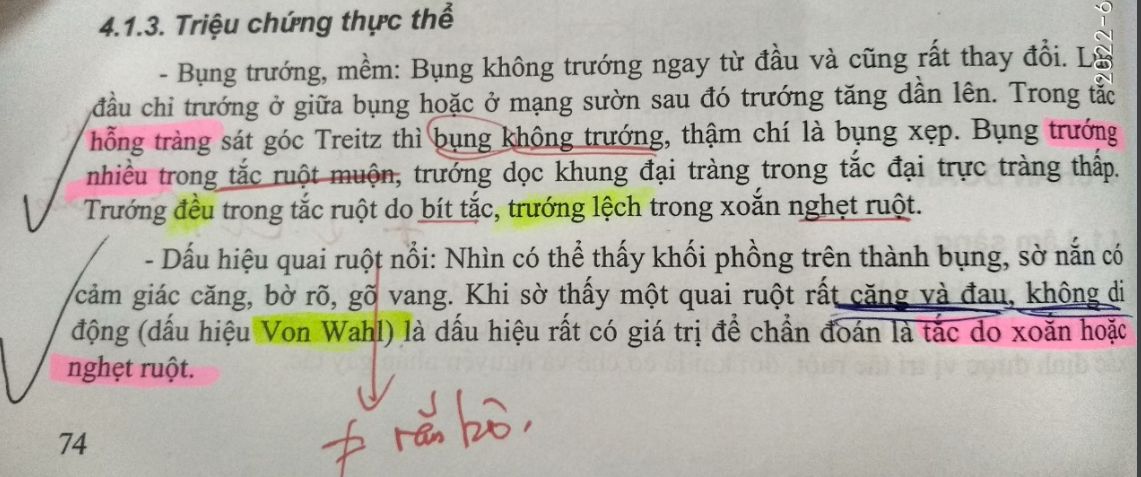 4.1.3. Triệu chứng thực thể
- Bụng trướng, mềm: Bụng không trướng ngay từ đầu và cũng rất thay đổi. Lúc
đầu chỉ trướng ở giữa bụng hoặc ở mạng sườn sau đó trướng tăng dần lên. Trong tắc
hỗng tràng sát góc Treitz thì bụng không trướng, thậm chí là bụng xẹp. Bụng trướng
nhiều trong tắc ruột muộn, trướng dọc khung đại tràng trong tắc đại trực tràng thấp.
Trướng đều trong tắc ruột do bít tắc, trướng lệch trong xoắn nghẹt ruột.
- Dấu hiệu quai ruột nổi: Nhìn có thể thấy khối phồng trên thành bụng, sờ nắn có
cảm giác căng, bờ rõ, gõ vang. Khi sờ thấy một quai ruột rất căng và đau, không di
động (dấu hiệu Von Wahl) là dấu hiệu rất có giá trị để chẩn đoán là tắc do xoắn hoặc
nghẹt ruột.
≠ rắn bò.
74
2022-6